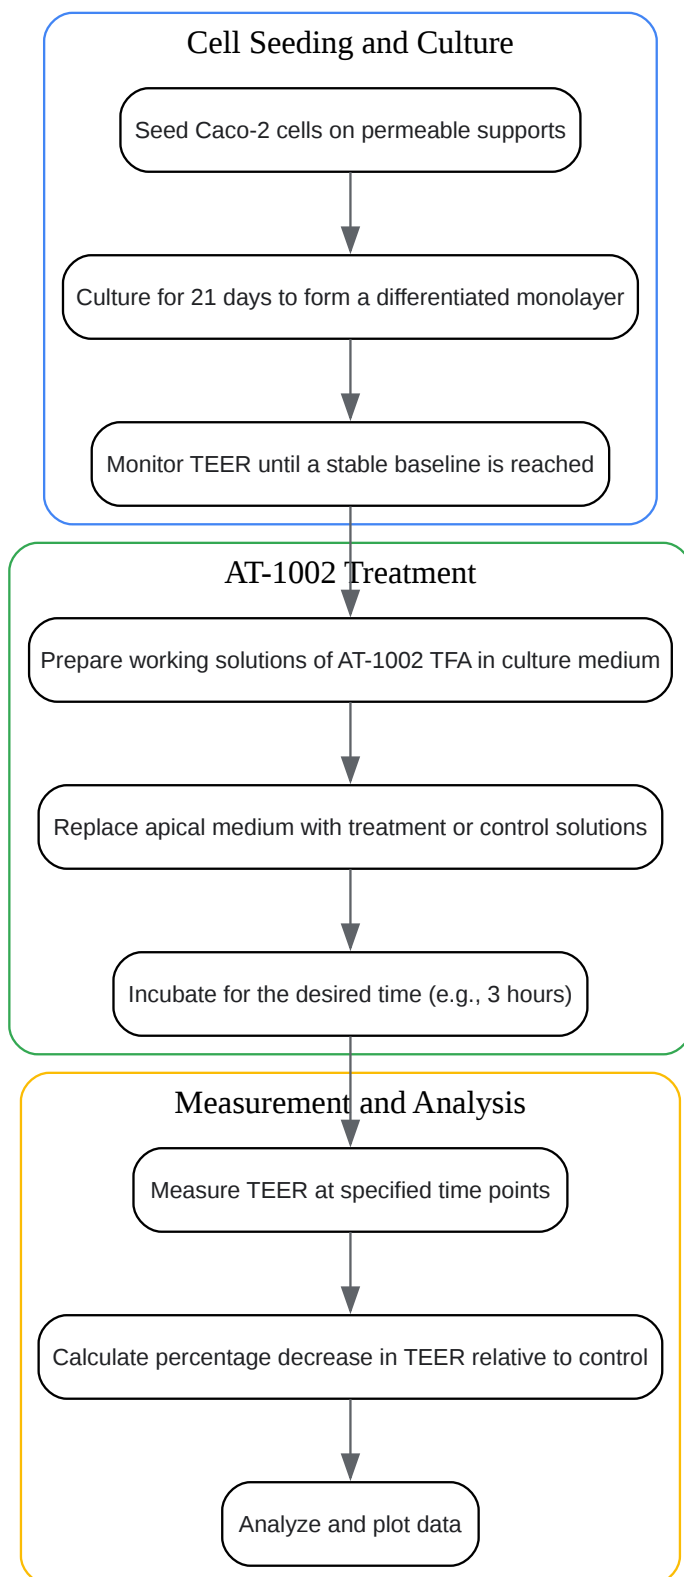 Cell Seeding and Culture
Seed Caco-2 cells on permeable supports
Culture for 21 days to form a differentiated monolayer
Monitor TEER until a stable baseline is reached
AT-1002 Treatment
Prepare working solutions of AT-1002 TFA in culture medium
Replace apical medium with treatment or control solutions
Incubate for the desired time (e.g., 3 hours)
Measurement and Analysis
Measure TEER at specified time points
Calculate percentage decrease in TEER relative to control
Analyze and plot data